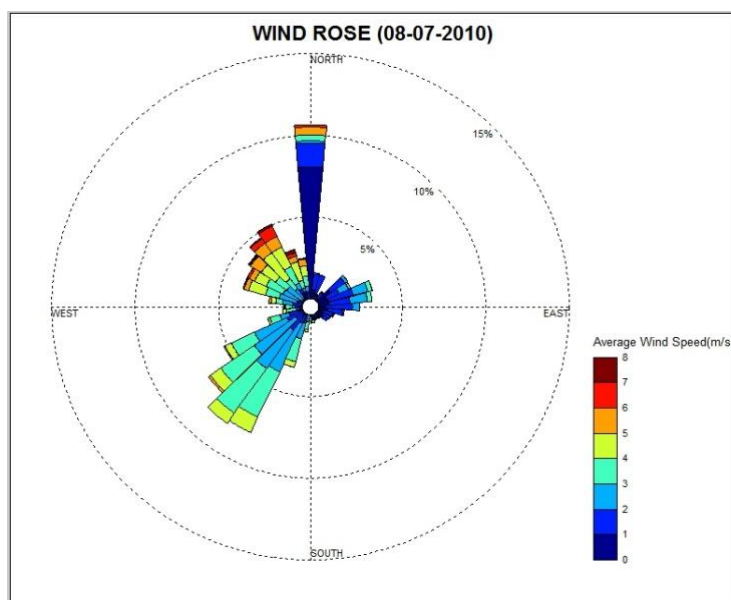 WIND ROSE (08-07-2010)
NORTH
15%
10%
5%
WEST
EAST
SOUTH
Average Wind Speed(m/s
8
7
6
5
4
3
2
1
0